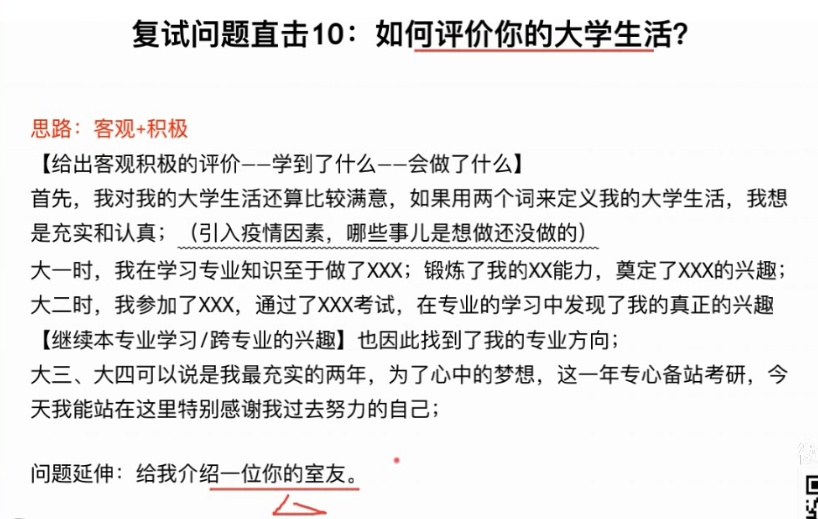 复试问题直击10：如何评价你的大学生活?
思路：客观+积极
【给出客观积极的评价——学到了什么——会做了什么】
首先，我对我的大学生活还算比较满意，如果用两个词来定义我的大学生活，我想
是充实和认真；（引入疫情因素，哪些事儿是想做还没做的）
大一时，我在学习专业知识至于做了XXX；锻炼了我的XX能力，奠定了XXX的兴趣；
大二时，我参加了XXX，通过了XXX考试，在专业的学习中发现了我的真正的兴趣
【继续本专业学习/跨专业的兴趣】也因此找到了我的专业方向；
大三、大四可以说是我最充实的两年，为了心中的梦想，这一年专心备站考研，今
天我能站在这里特别感谢我过去努力的自己；
问题延伸：给我介绍一位你的室友。